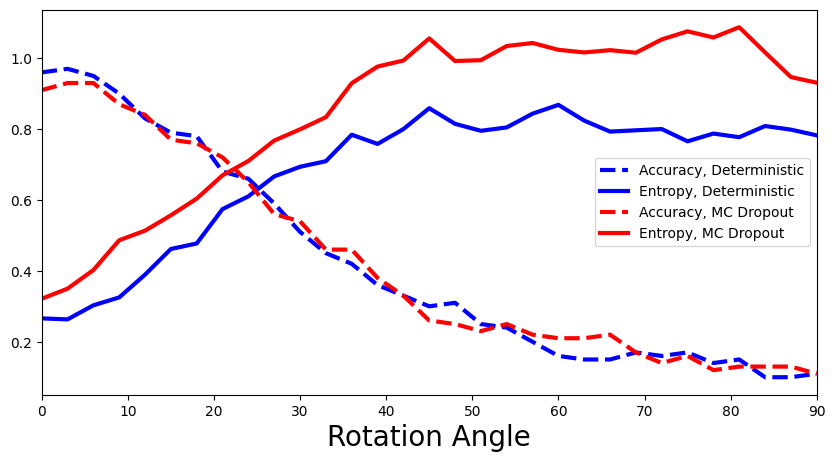 1.0
0.8
0.6
0.4
0.2
Accuracy, Deterministic
Entropy, Deterministic
Accuracy, MC Dropout
Entropy, MC Dropout
0 10 20 30 40 50 60 70 80 90
Rotation Angle